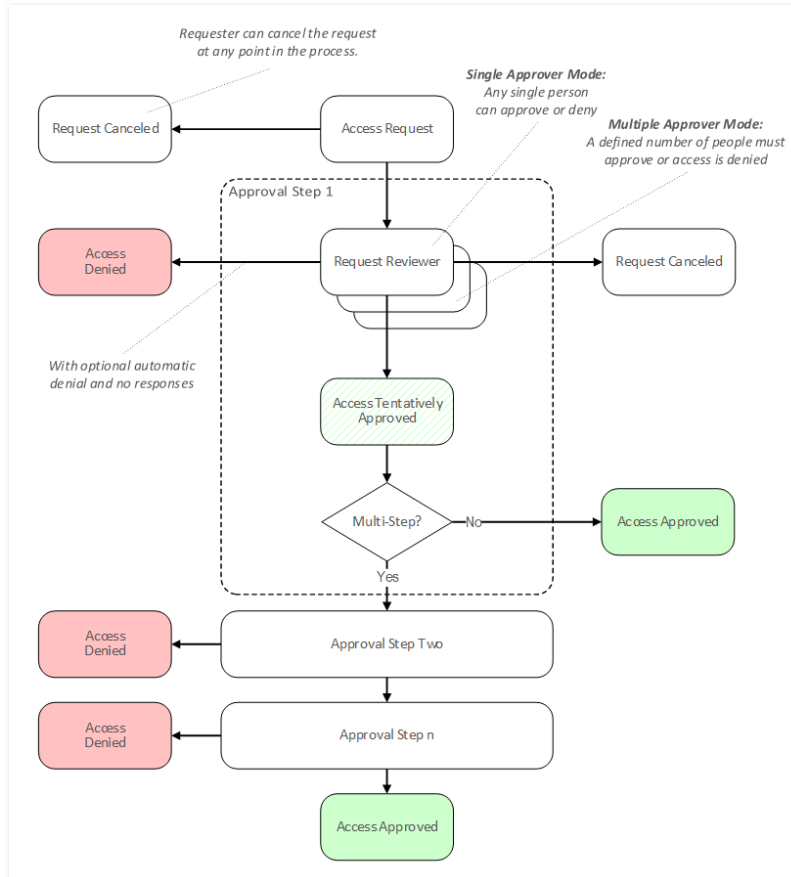 Requester can cancel the request
at any point in the process.
Single Approver Mode:
Any single person
can approve or deny
Multiple Approver Mode:
A defined number of people must
approve or access is denied
Request Canceled
Access Request
Approval Step 1
Access
Denied
Request Reviewer
Request Canceled
With optional automatic
denial and no responses
Access Tentatively
Approved
Multi-Step?
No
Access Approved
Yes
Access
Denied
Approval Step Two
Access
Denied
Approval Step n
Access Approved